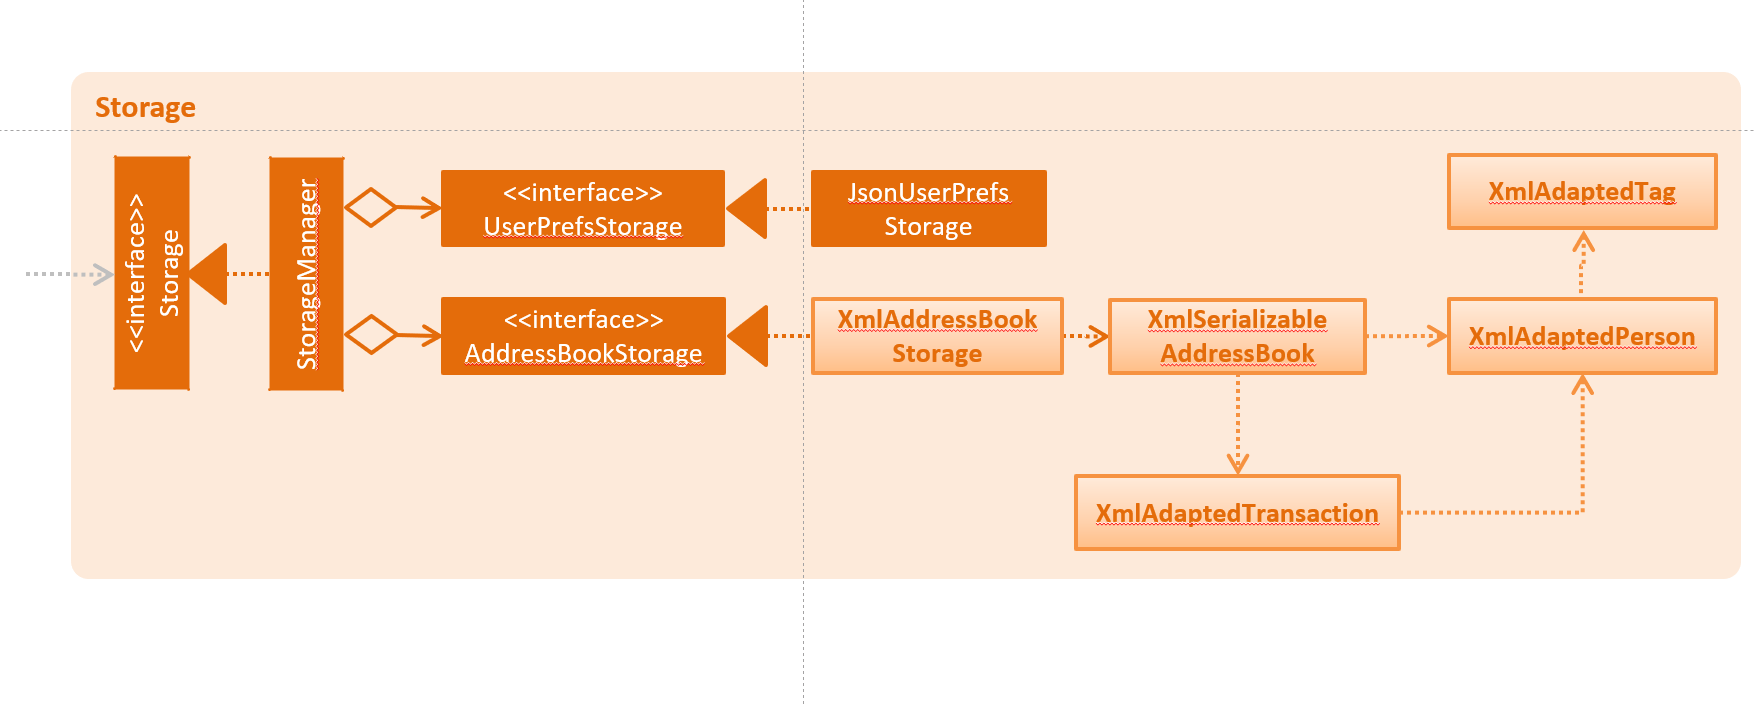 Storage
<<interface>>
Storage
StorageManager
<<interface>>
UserPrefsStorage
JsonUserPrefs
Storage
XmlAdaptedTag
<<interface>>
AddressBookStorage
XmlAddressBook
Storage
XmlSerializable
AddressBook
XmlAdaptedPerson
XmlAdaptedTransaction